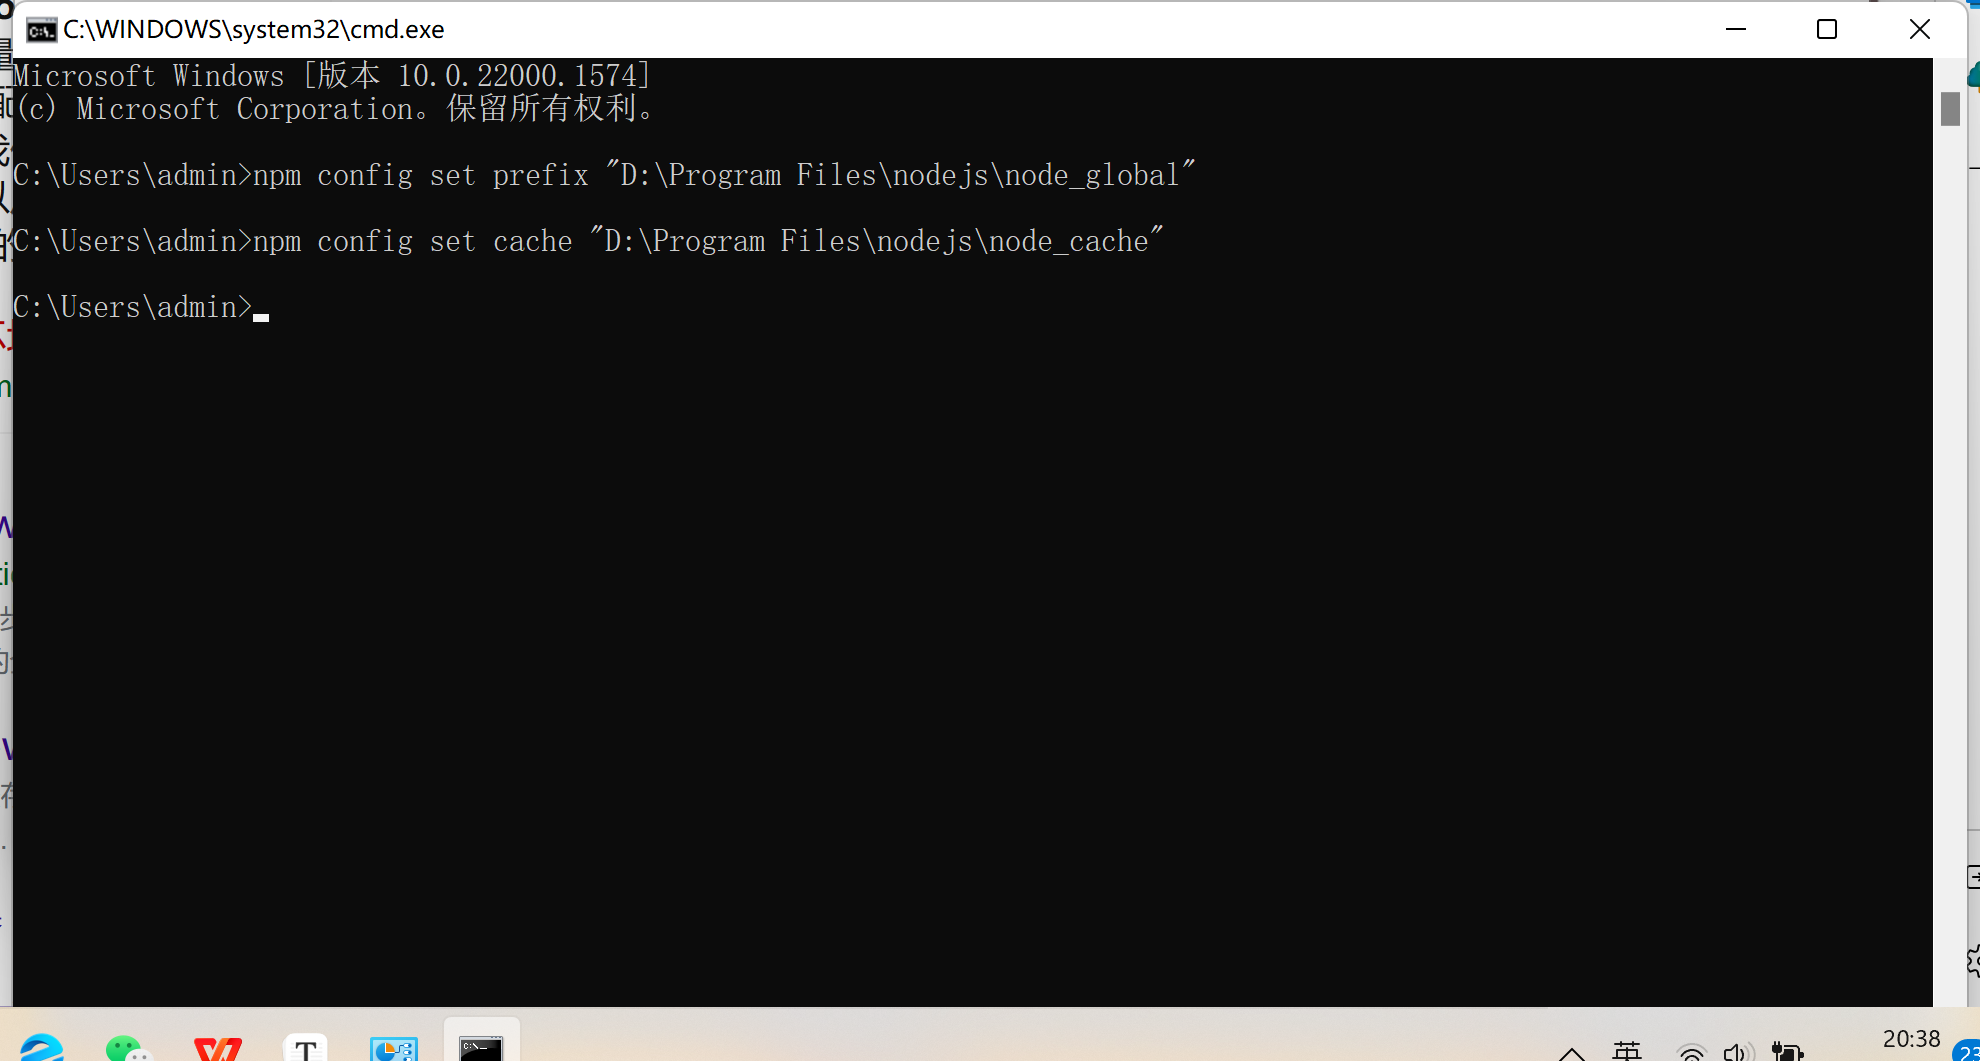 C:\WINDOWS\system32\cmd.exe
Microsoft Windows [版本 10.0.22000.1574]
(c) Microsoft Corporation。保留所有权利。
C:\Users\admin>npm config set prefix "D:\Program Files\nodejs\node_global"
C:\Users\admin>npm config set cache "D:\Program Files\nodejs\node_cache"
C:\Users\admin>
英
20:38